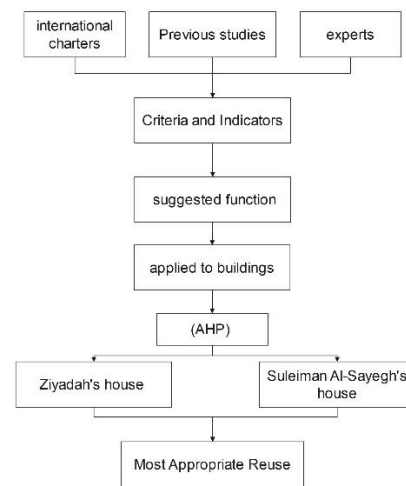 international
charters
Previous studies
experts
Criteria and Indicators
suggested function
applied to buildings
(AHP)
Ziyadah's house
Suleiman Al-Sayegh's
house
Most Appropriate Reuse